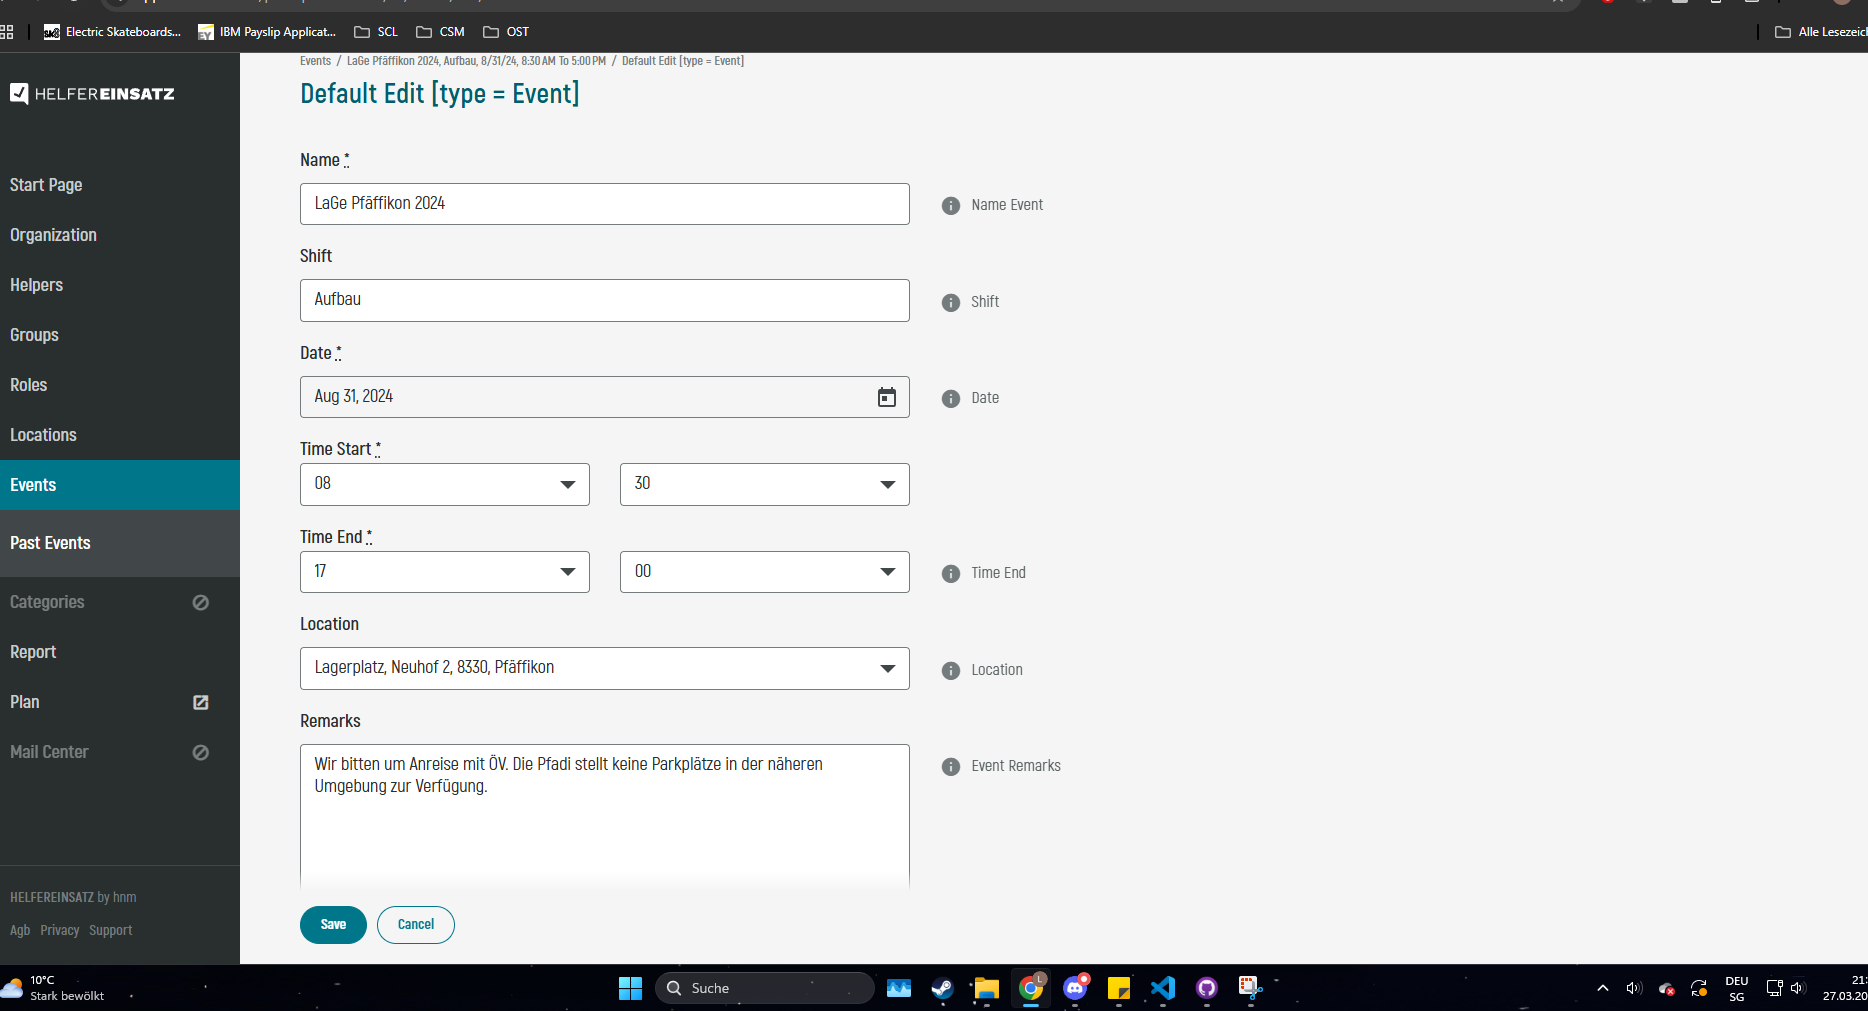 Electric Skateboards...
IBM Payslip Applicat...
SCL
CSM
OST
Alle Lesezeich
HELFEREINSATZ
Start Page
Organization
Helpers
Groups
Roles
Locations
Events
Past Events
Categories
Report
Plan
Mail Center
HELFEREINSATZ by hnm
Agb Privacy Support
Events / LaGe Pfäffikon 2024, Aufbau, 8/31/24, 8:30 AM To 5:00 PM / Default Edit [type = Event]
Default Edit [type = Event]
Name *
LaGe Pfäffikon 2024
Name Event
Shift
Aufbau
Shift
Date *
Aug 31, 2024
Date
Time Start *
08
30
Time End *
17
00
Time End
Location
Lagerplatz, Neuhof 2, 8330, Pfäffikon
Location
Remarks
Wir bitten um Anreise mit ÖV. Die Pfadi stellt keine Parkplätze in der näheren
Umgebung zur Verfügung.
Event Remarks
Save
Cancel
10°C
Stark bewölkt
Suche
DEU
SG
21:
27.03.20